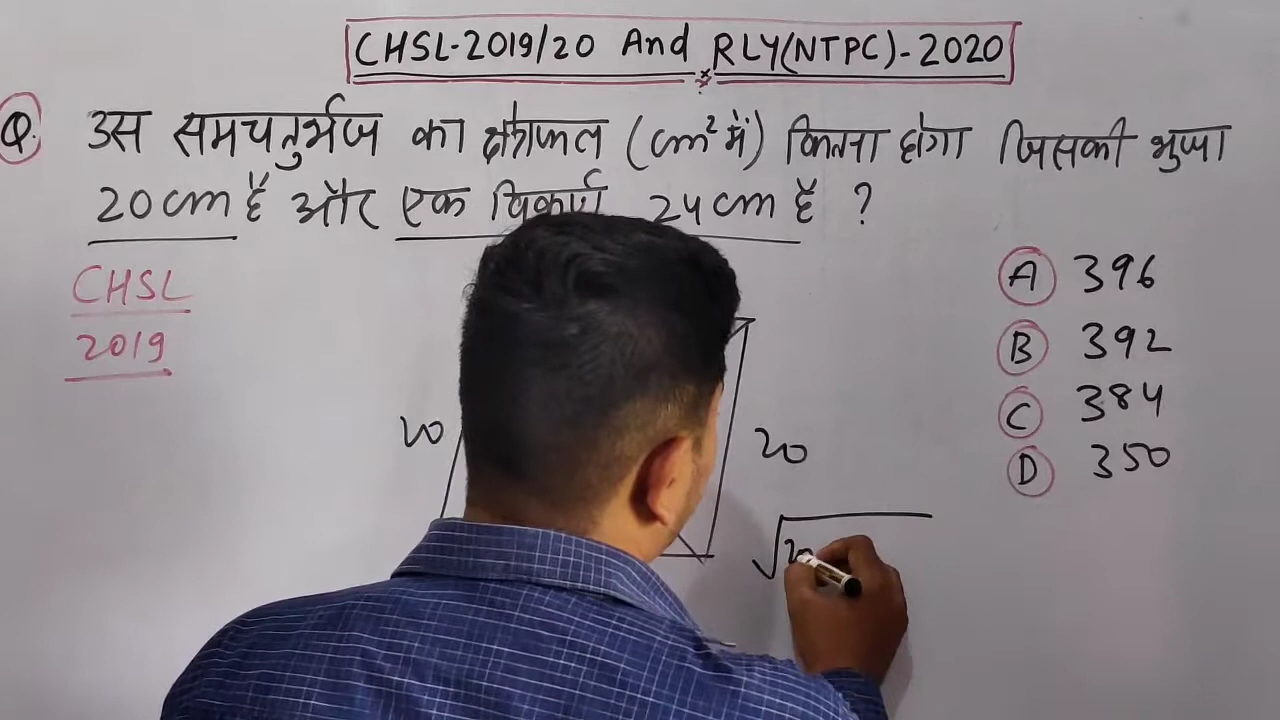 CHSL-2019/20 And RLY(NTPC)-2020
Q. उस समचतुर्भुज का क्षेत्रफल (cm² में) कितना होगा जिसकी भुजा
20cm है और एक विकर्ण 24cm है ?
CHSL
2019
A 396
B 392
C 384
D 350
20
20
√20